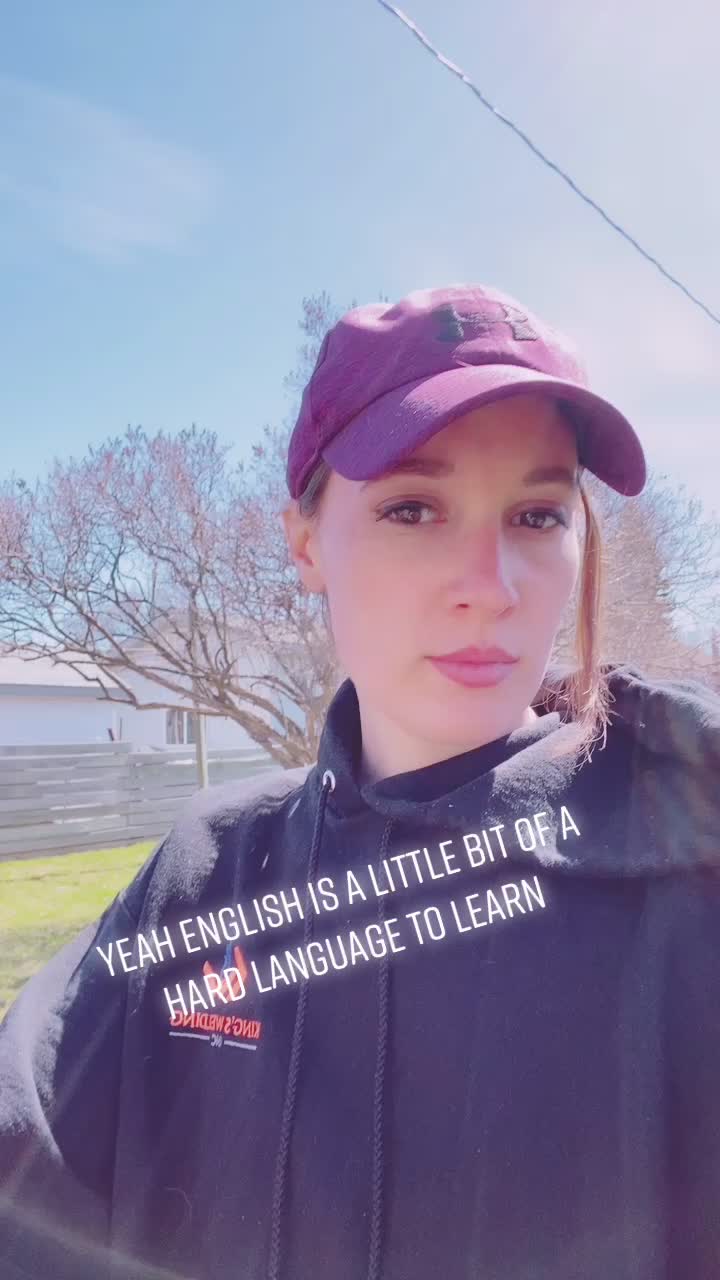 YEAH ENGLISH IS A LITTLE BIT OF A
HARD LANGUAGE TO LEARN
KING'S WELDING
INC